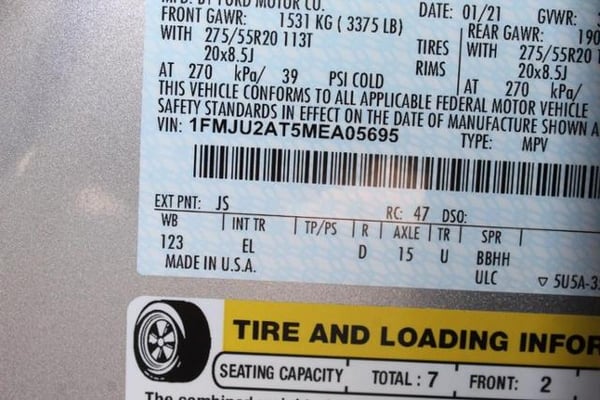 BY FORD MOTOR CO.
DATE: 01/21 GVWR:
FRONT GAWR: 1531 KG ( 3375 LB) REAR GAWR: 190
WITH 275/55R20 113T TIRES WITH 275/55R20 1
20x8.5J RIMS 20x8.5J
AT 270 kPa/ 39 PSI COLD AT 270 kPa/
THIS VEHICLE CONFORMS TO ALL APPLICABLE FEDERAL MOTOR VEHICLE
SAFETY STANDARDS IN EFFECT ON THE DATE OF MANUFACTURE SHOWN A
VIN: 1FMJU2AT5MEA05695 TYPE: MPV
EXT PNT: JS RC: 47 DSO:
WB INT TR TP/PS R AXLE TR SPR
123 EL D 15 U BBHH
MADE IN U.S.A. ULC ▽ 5U5A-3
TIRE AND LOADING INFOR
SEATING CAPACITY TOTAL : 7 FRONT: 2